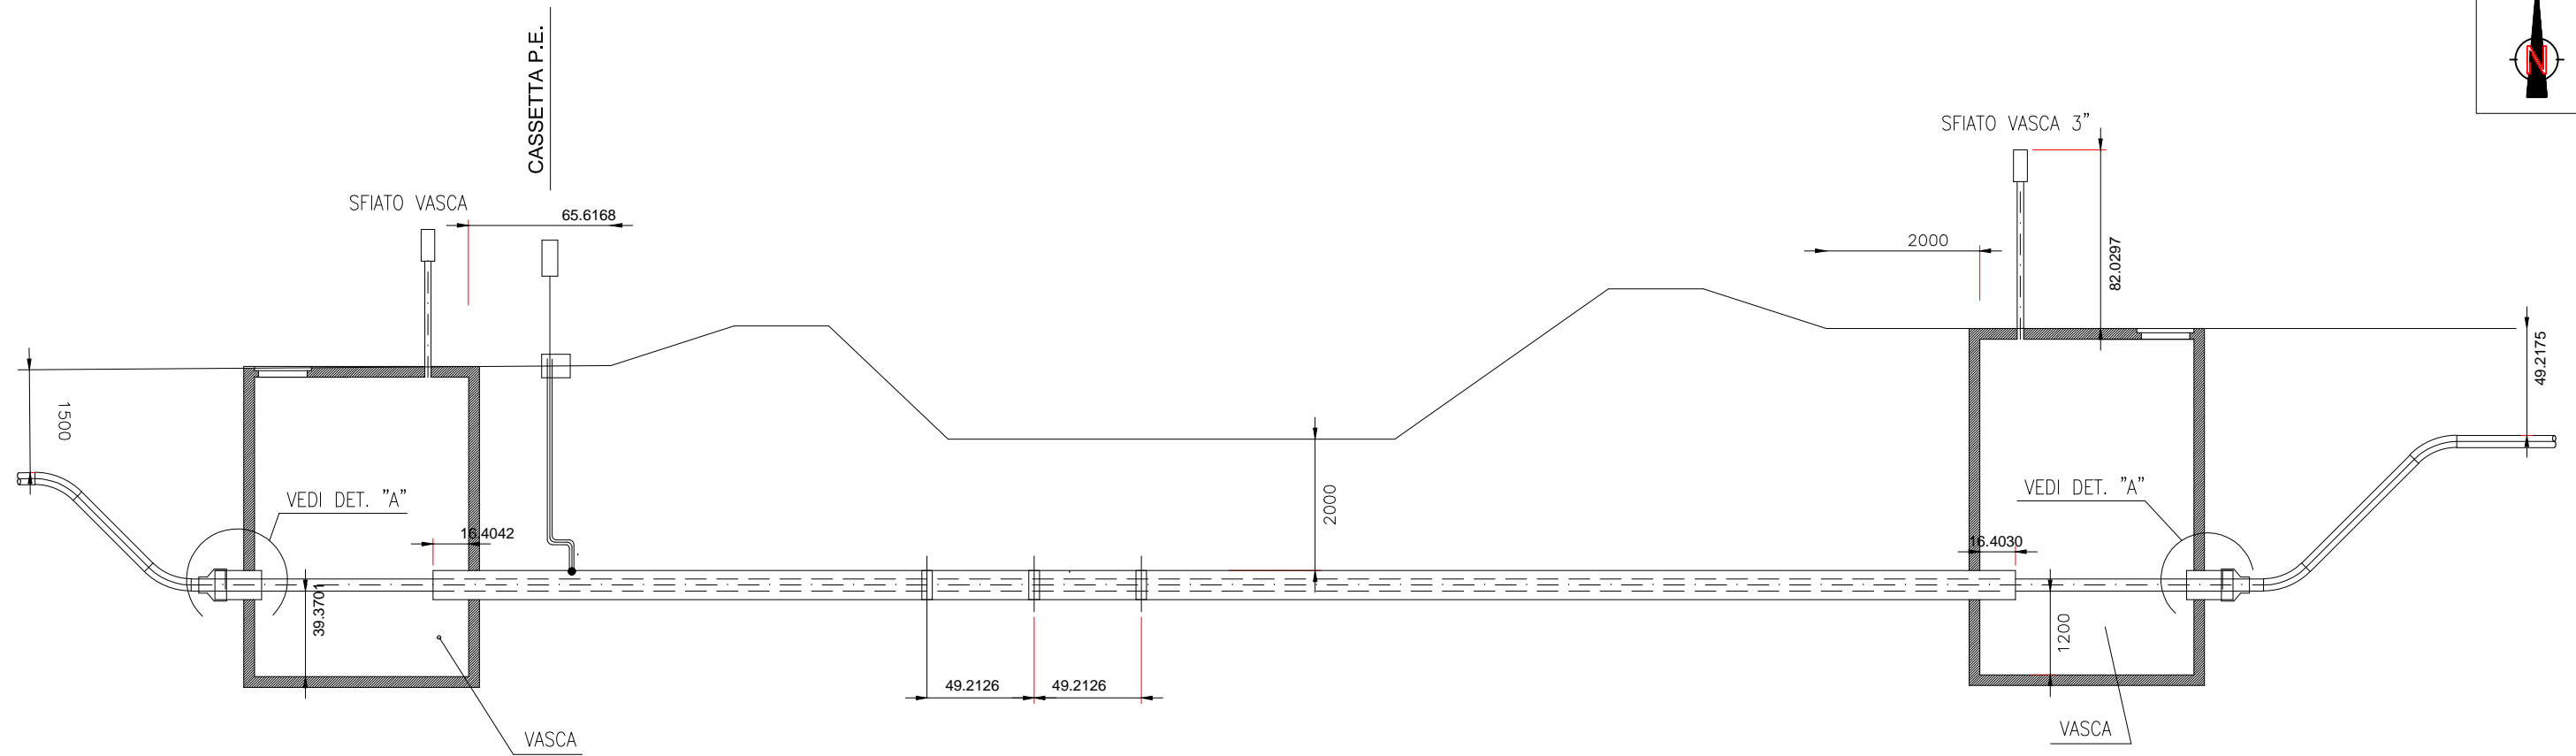 CASSETTA P.E.
N
SFIATO VASCA 3"
SFIATO VASCA
65.6168
2000
82.0297
49.2175
1500
VEDI DET. "A"
VEDI DET. "A"
2000
16.4042
16.4030
39.3701
1200
49.2126
49.2126
VASCA
VASCA